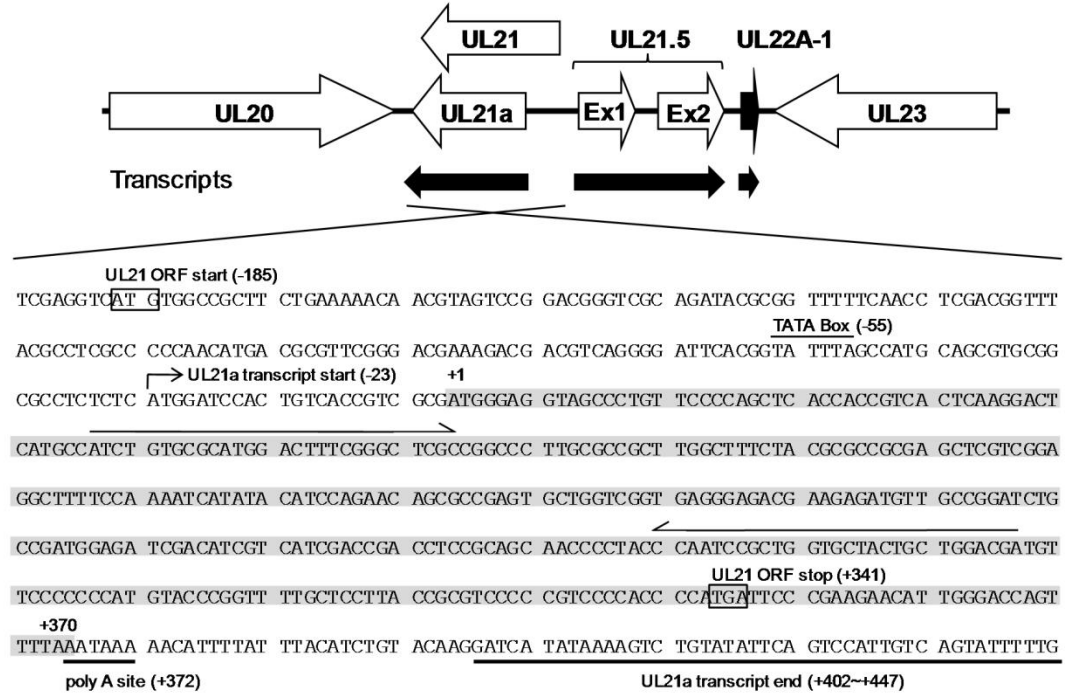 UL21 UL21.5 UL22A-1
UL20 UL21a Ex1 Ex2 UL23
Transcripts
UL21 ORF start (-185)
TCGAGGTCAT GTGGCCGCTT CTGAAAAACA ACGTAGTCCG GACGGGTCGC AGATACGCGG TTTTTCAACC TCGACGGTTT
TATA Box (-55)
ACGCCTCGCC CCCAACATGA CGCGTTCGGG ACGAAAGACG ACGTCAGGGG ATTCACGGTA TTTTAGCCATG CAGCGTGCGG
UL21a transcript start (-23) +1
CGCCTCTCTC ATGGATCCAC TGTCACCGTC GCGATGGGAG GTAGCCCTGT TCCCCAGCTC ACCACCGTCA CTCAAGGACT
CATGCCATCT GTGCGCATGG ACTTTCGGGC TCGCCGGCCC TTGCGCCGCT TGGCTTTCTA CGCGCCGCGA GCTCGTCGGA
GGCTTTTCCA AAATCATATA CATCCAGAAC AGCGCCGAGT GCTGGTCGGT GAGGGAGACG AAGAGATGTT GCCGGATCTG
CCGATGGAGA TCGACATCGT CATCGACCGA CCTCCGCAGC AACCCCTACC CAATCCGCTG GTGCTACTGC TGGACGATGT
UL21 ORF stop (+341)
TCCCCCCCAT GTACCCGGTT TTGCTCCTTA CCGCGTCCCC CGTCCCCACC CCATGATTCC CGAAGAACAT TGGGACCAGT
+370
TTTAAATAAA AACATTTTAT TTACATCTGT ACAAGGATCA TATAAAAGTC TGTATATTCA GTCCATTGTC AGTATTTTTG
poly A site (+372) UL21a transcript end (+402~+447)